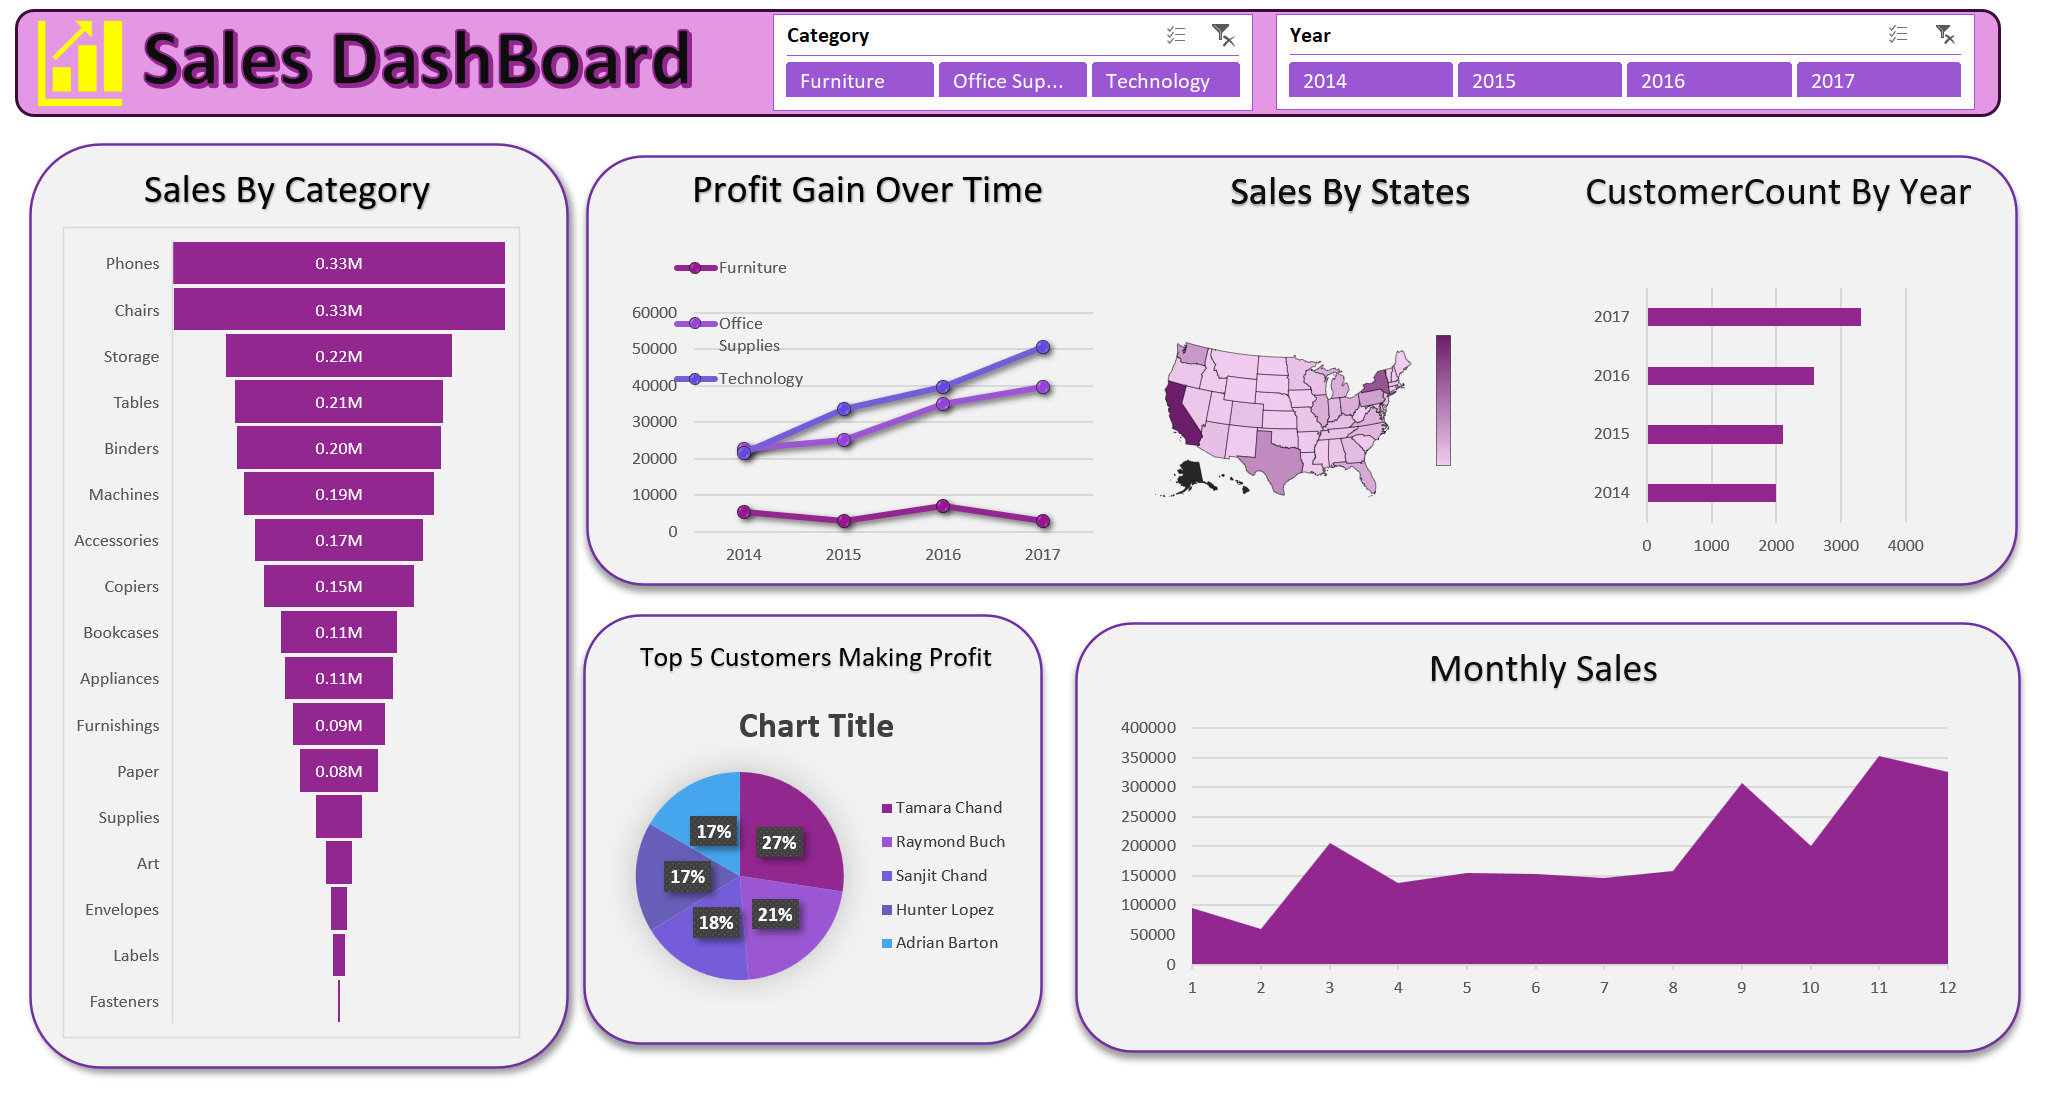 Sales DashBoard
Category
Furniture
Office Sup...
Technology
Year
2014
2015
2016
2017
Sales By Category
Phones 0.33M
Chairs 0.33M
Storage 0.22M
Tables 0.21M
Binders 0.20M
Machines 0.19M
Accessories 0.17M
Copiers 0.15M
Bookcases 0.11M
Appliances 0.11M
Furnishings 0.09M
Paper 0.08M
Supplies
Art
Envelopes
Labels
Fasteners
Profit Gain Over Time
Furniture
Office
Supplies
Technology
60000
50000
40000
30000
20000
10000
0
2014 2015 2016 2017
Sales By States
CustomerCount By Year
2017
2016
2015
2014
0 1000 2000 3000 4000
Top 5 Customers Making Profit
Chart Title
27%
21%
18%
17%
17%
Tamara Chand
Raymond Buch
Sanjit Chand
Hunter Lopez
Adrian Barton
Monthly Sales
400000
350000
300000
250000
200000
150000
100000
50000
0
1 2 3 4 5 6 7 8 9 10 11 12